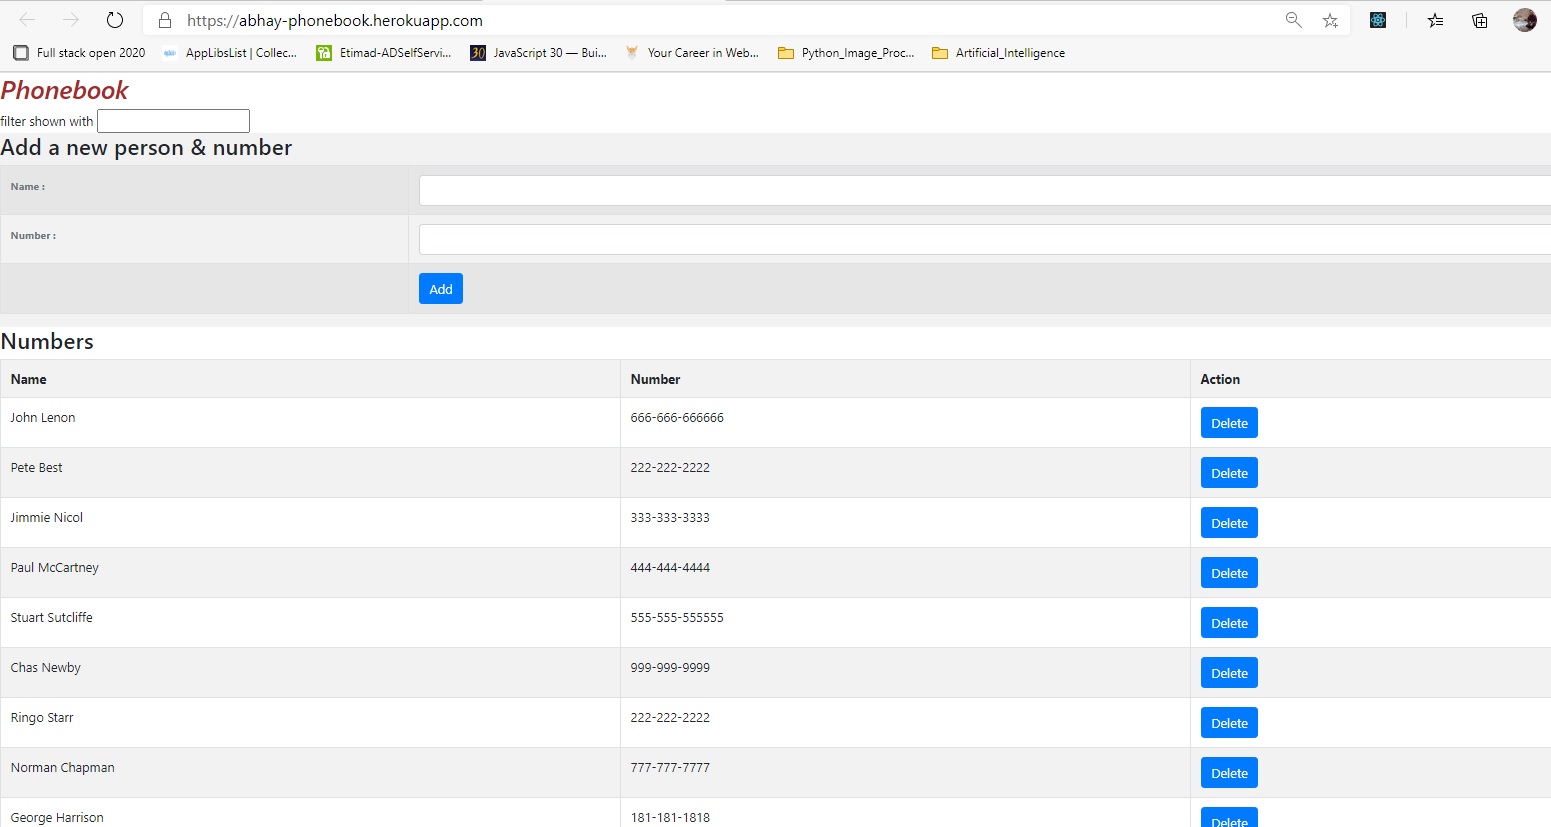 https://abhay-phonebook.herokuapp.com
Full stack open 2020 AppLibsList | Collec... Etimad-ADSelfServi... 30 JavaScript 30 — Bui... Your Career in Web... Python_Image_Proc... Artificial_Intelligence
Phonebook
filter shown with
Add a new person & number
Name :
Number :
Add
Numbers
Name Number Action
John Lenon 666-666-666666 Delete
Pete Best 222-222-2222 Delete
Jimmie Nicol 333-333-3333 Delete
Paul McCartney 444-444-4444 Delete
Stuart Sutcliffe 555-555-555555 Delete
Chas Newby 999-999-9999 Delete
Ringo Starr 222-222-2222 Delete
Norman Chapman 777-777-7777 Delete
George Harrison 181-181-1818 Delete